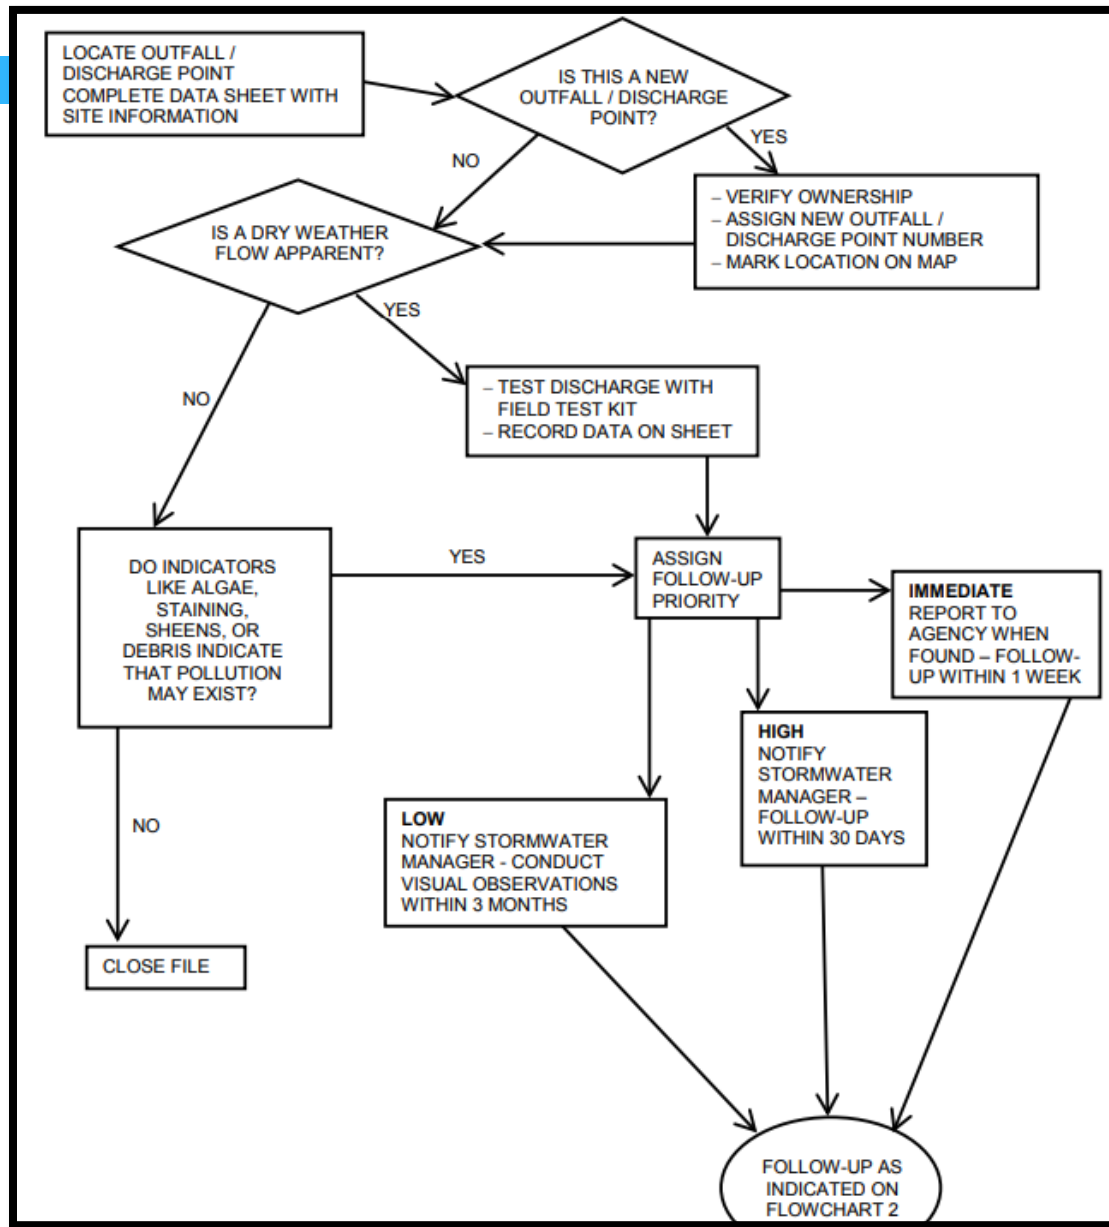 LOCATE OUTFALL /
DISCHARGE POINT
COMPLETE DATA SHEET WITH
SITE INFORMATION
IS THIS A NEW
OUTFALL / DISCHARGE
POINT?
NO
YES
– VERIFY OWNERSHIP
– ASSIGN NEW OUTFALL /
DISCHARGE POINT NUMBER
– MARK LOCATION ON MAP
IS A DRY WEATHER
FLOW APPARENT?
YES
NO
– TEST DISCHARGE WITH
FIELD TEST KIT
– RECORD DATA ON SHEET
DO INDICATORS
LIKE ALGAE,
STAINING,
SHEENS, OR
DEBRIS INDICATE
THAT POLLUTION
MAY EXIST?
YES
ASSIGN
FOLLOW-UP
PRIORITY
IMMEDIATE
REPORT TO
AGENCY WHEN
FOUND – FOLLOW-
UP WITHIN 1 WEEK
HIGH
NOTIFY
STORMWATER
MANAGER –
FOLLOW-UP
WITHIN 30 DAYS
LOW
NOTIFY STORMWATER
MANAGER - CONDUCT
VISUAL OBSERVATIONS
WITHIN 3 MONTHS
NO
CLOSE FILE
FOLLOW-UP AS
INDICATED ON
FLOWCHART 2